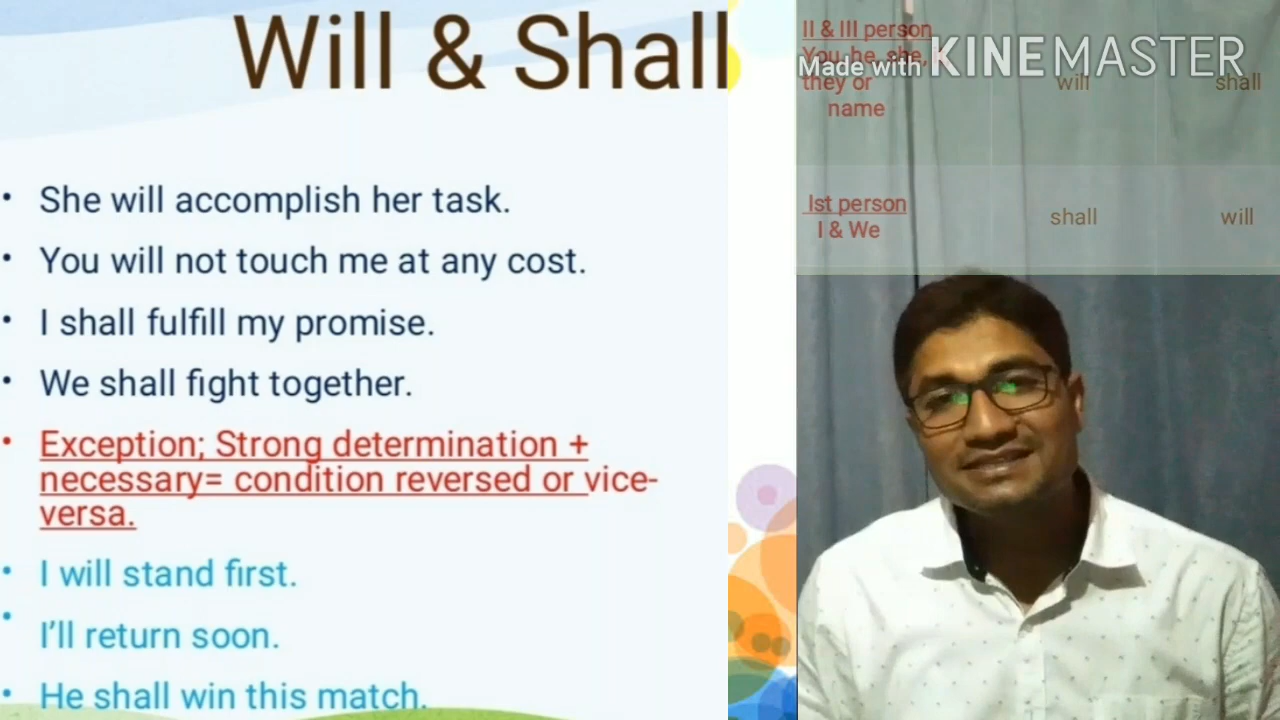 Will & Shall
• She will accomplish her task.
• You will not touch me at any cost.
• I shall fulfill my promise.
• We shall fight together.
• Exception; Strong determination +
necessary= condition reversed or vice-
versa.
• I will stand first.
• I’ll return soon.
• He shall win this match.
II & III person
You he, she,
they or will shall
name
Made with KINEMASTER
Ist person
I & We shall will